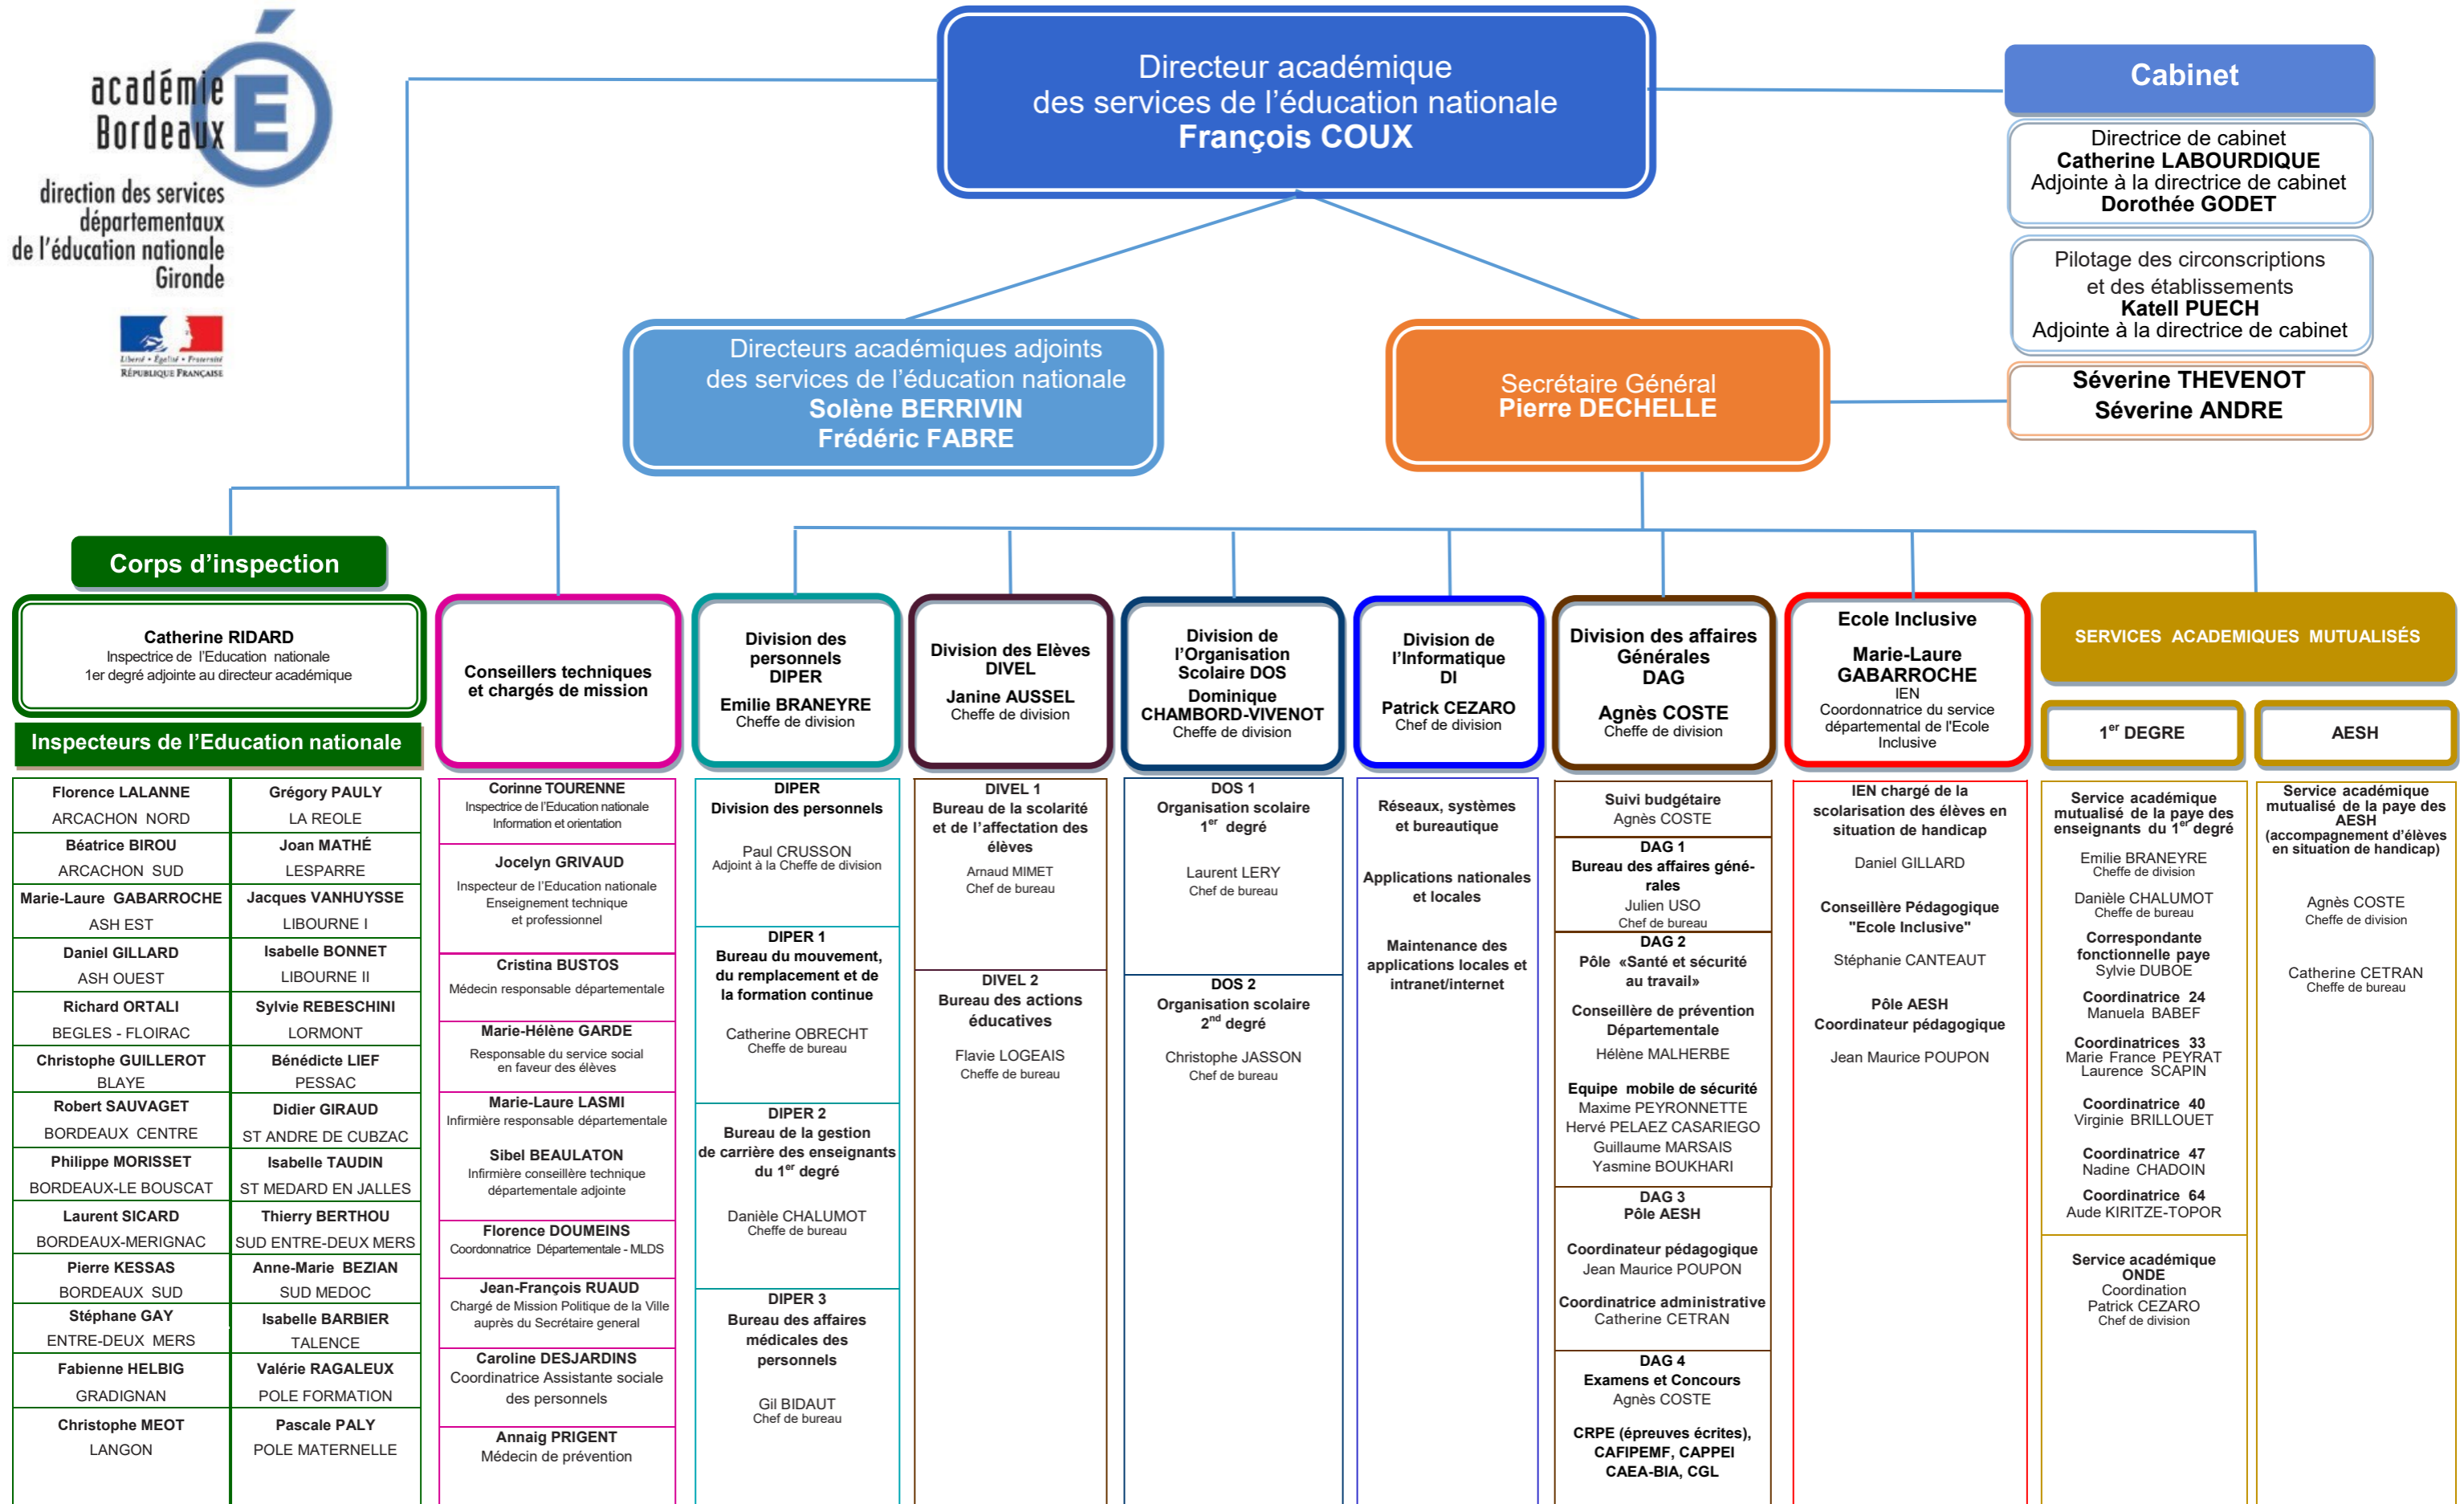 académie
Bordeaux
É
direction des services
départementaux
de l'éducation nationale
Gironde
Liberté • Égalité • Fraternité
RÉPUBLIQUE FRANÇAISE
Directeur académique
des services de l'éducation nationale
François COUX
Cabinet
Directrice de cabinet
Catherine LABOURDIQUE
Adjointe à la directrice de cabinet
Dorothée GODET
Pilotage des circonscriptions
et des établissements
Katell PUECH
Adjointe à la directrice de cabinet
Directeurs académiques adjoints
des services de l'éducation nationale
Solène BERRIVIN
Frédéric FABRE
Secrétaire Général
Pierre DECHELLE
Séverine THEVENOT
Séverine ANDRE
Corps d'inspection
Catherine RIDARD
Inspectrice de l'Education nationale
1er degré adjointe au directeur académique
Inspecteurs de l'Education nationale
Florence LALANNE
ARCACHON NORD
Béatrice BIROU
ARCACHON SUD
Marie-Laure GABARROCHE
ASH EST
Daniel GILLARD
ASH OUEST
Richard ORTALI
BEGLES - FLOIRAC
Christophe GUILLEROT
BLAYE
Robert SAUVAGET
BORDEAUX CENTRE
Philippe MORISSET
BORDEAUX-LE BOUSCAT
Laurent SICARD
BORDEAUX-MERIGNAC
Pierre KESSAS
BORDEAUX SUD
Stéphane GAY
ENTRE-DEUX MERS
Fabienne HELBIG
GRADIGNAN
Christophe MEOT
LANGON
Grégory PAULY
LA REOLE
Joan MATHÉ
LESPARRE
Jacques VANHUYSSE
LIBOURNE I
Isabelle BONNET
LIBOURNE II
Sylvie REBESCHINI
LORMONT
Bénédicte LIEF
PESSAC
Didier GIRAUD
ST ANDRE DE CUBZAC
Isabelle TAUDIN
ST MEDARD EN JALLES
Thierry BERTHOU
SUD ENTRE-DEUX MERS
Anne-Marie BEZIAN
SUD MEDOC
Isabelle BARBIER
TALENCE
Valérie RAGALEUX
POLE FORMATION
Pascale PALY
POLE MATERNELLE
Conseillers techniques
et chargés de mission
Corinne TOURENNE
Inspectrice de l'Education nationale
Information et orientation
Jocelyn GRIVAUD
Inspecteur de l'Education nationale
Enseignement technique
et professionnel
Cristina BUSTOS
Médecin responsable départementale
Marie-Hélène GARDE
Responsable du service social
en faveur des élèves
Marie-Laure LASMI
Infirmière responsable départementale
Sibel BEAULATON
Infirmière conseillère technique
départementale adjointe
Florence DOUMEINS
Coordonnatrice Départementale - MLDS
Jean-François RUAUD
Chargé de Mission Politique de la Ville
auprès du Secrétaire general
Caroline DESJARDINS
Coordinatrice Assistante sociale
des personnels
Annaig PRIGENT
Médecin de prévention
Division des
personnels
DIPER
Emilie BRANEYRE
Cheffe de division
DIPER
Division des personnels
Paul CRUSSON
Adjoint à la Cheffe de division
DIPER 1
Bureau du mouvement,
du remplacement et de
la formation continue
Catherine OBRECHT
Cheffe de bureau
DIPER 2
Bureau de la gestion
de carrière des enseignants
du 1er degré
Danièle CHALUMOT
Cheffe de bureau
DIPER 3
Bureau des affaires
médicales des
personnels
Gil BIDAUT
Chef de bureau
Division des Elèves
DIVEL
Janine AUSSEL
Cheffe de division
DIVEL 1
Bureau de la scolarité
et de l'affectation des
élèves
Arnaud MIMET
Chef de bureau
DIVEL 2
Bureau des actions
éducatives
Flavie LOGEAIS
Cheffe de bureau
Division de
l'Organisation
Scolaire DOS
Dominique
CHAMBORD-VIVENOT
Cheffe de division
DOS 1
Organisation scolaire
1er degré
Laurent LERY
Chef de bureau
DOS 2
Organisation scolaire
2nd degré
Christophe JASSON
Chef de bureau
Division de
l'Informatique
DI
Patrick CEZARO
Chef de division
Réseaux, systèmes
et bureautique
Applications nationales
et locales
Maintenance des
applications locales et
intranet/internet
Division des affaires
Générales
DAG
Agnès COSTE
Cheffe de division
Suivi budgétaire
Agnès COSTE
DAG 1
Bureau des affaires géné-
rales
Julien USO
Chef de bureau
DAG 2
Pôle «Santé et sécurité
au travail»
Conseillère de prévention
Départementale
Hélène MALHERBE
Equipe mobile de sécurité
Maxime PEYRONNETTE
Hervé PELAEZ CASARIEGO
Guillaume MARSAIS
Yasmine BOUKHARI
DAG 3
Pôle AESH
Coordinateur pédagogique
Jean Maurice POUPON
Coordinatrice administrative
Catherine CETRAN
DAG 4
Examens et Concours
Agnès COSTE
CRPE (épreuves écrites),
CAFIPEMF, CAPPEI
CAEA-BIA, CGL
Ecole Inclusive
Marie-Laure
GABARROCHE
IEN
Coordonnatrice du service
départemental de l'Ecole
Inclusive
IEN chargé de la
scolarisation des élèves en
situation de handicap
Daniel GILLARD
Conseillère Pédagogique
"Ecole Inclusive"
Stéphanie CANTEAUT
Pôle AESH
Coordinateur pédagogique
Jean Maurice POUPON
SERVICES ACADEMIQUES MUTUALISÉS
1er DEGRE
Service académique
mutualisé de la paye des
enseignants du 1er degré
Emilie BRANEYRE
Cheffe de division
Danièle CHALUMOT
Cheffe de bureau
Correspondante
fonctionnelle paye
Sylvie DUBOE
Coordinatrice 24
Manuela BABEF
Coordinatrices 33
Marie France PEYRAT
Laurence SCAPIN
Coordinatrice 40
Virginie BRILLOUET
Coordinatrice 47
Nadine CHADOIN
Coordinatrice 64
Aude KIRITZE-TOPOR
Service académique
ONDE
Coordination
Patrick CEZARO
Chef de division
AESH
Service académique
mutualisé de la paye des
AESH
(accompagnement d'élèves
en situation de handicap)
Agnès COSTE
Cheffe de division
Catherine CETRAN
Cheffe de bureau